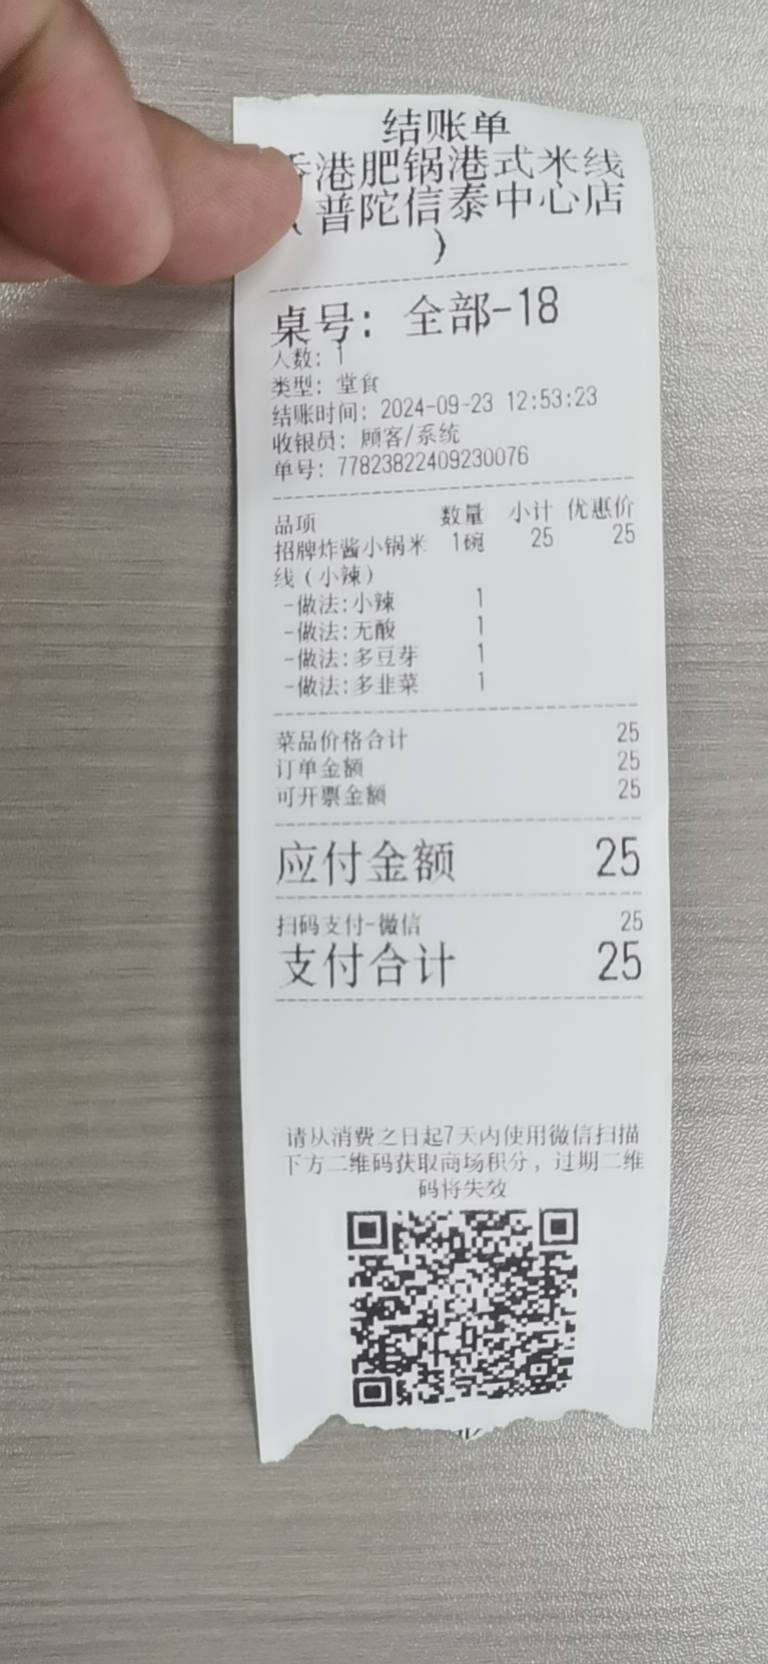 结账单
香港肥锅港式米线
（普陀信泰中心店
）
桌号：全部-18
人数：1
类型：堂食
结账时间：2024-09-23 12:53:23
收银员：顾客/系统
单号：77823822409230076
品项 数量 小计 优惠价
招牌炸酱小锅米 1碗 25 25
线（小辣）
-做法:小辣 1
-做法:无酸 1
-做法:多豆芽 1
-做法:多韭菜 1
菜品价格合计 25
订单金额 25
可开票金额 25
应付金额 25
扫码支付-微信 25
支付合计 25
请从消费之日起7天内使用微信扫描
下方二维码获取商场积分，过期二维
码将失效